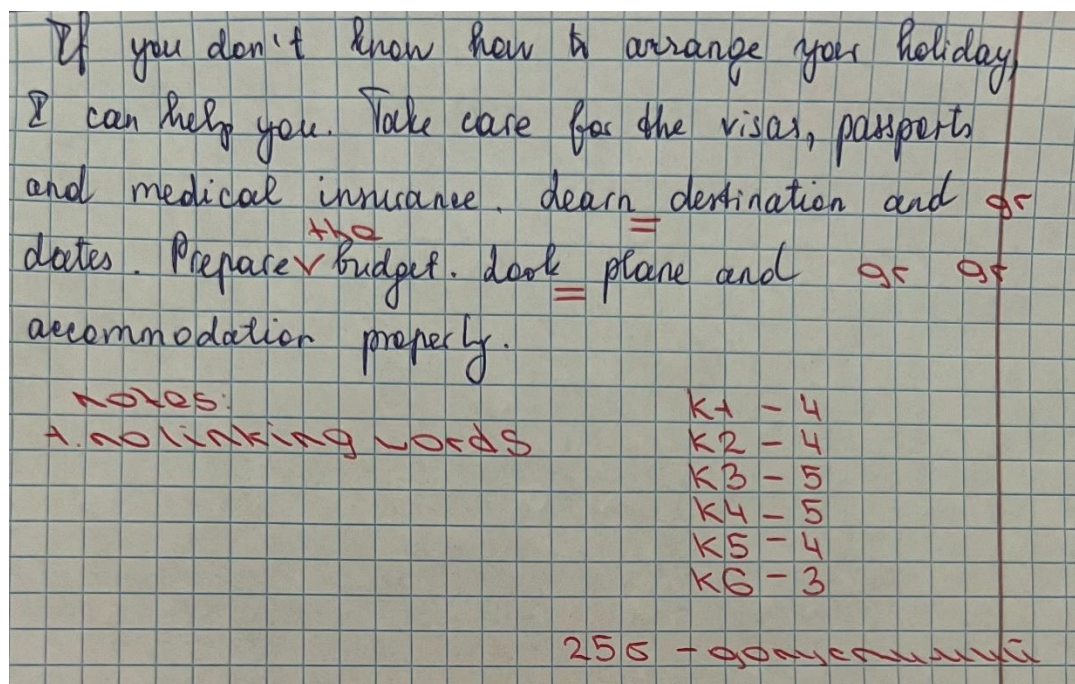 If you don't know how to arrange your holiday,
I can help you. Take care for the visas, passports
and medical insurance. Learn destination and gr
the
dates. Prepare budget. Look plane and gr gr
accommodation properly.
Notes:
1. no linking words
K1 - 4
K2 - 4
K3 - 5
K4 - 5
K5 - 4
K6 - 3
25б - допустимий